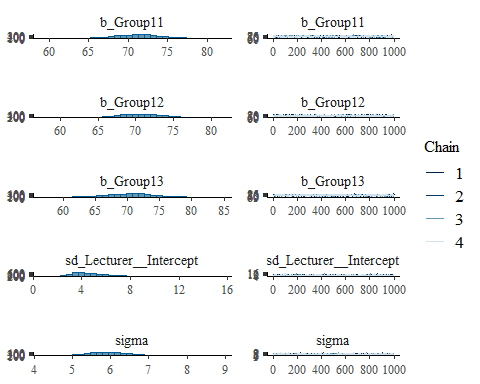 b_Group11
b_Group11
60 65 70 75 80
0 200 400 600 800 1000
b_Group12
b_Group12
60 65 70 75 80
0 200 400 600 800 1000
Chain
1
2
3
4
b_Group13
b_Group13
60 65 70 75 80 85
0 200 400 600 800 1000
sd_Lecturer__Intercept
sd_Lecturer__Intercept
0 4 8 12 16
0 200 400 600 800 1000
sigma
sigma
4 5 6 7 8 9
0 200 400 600 800 1000